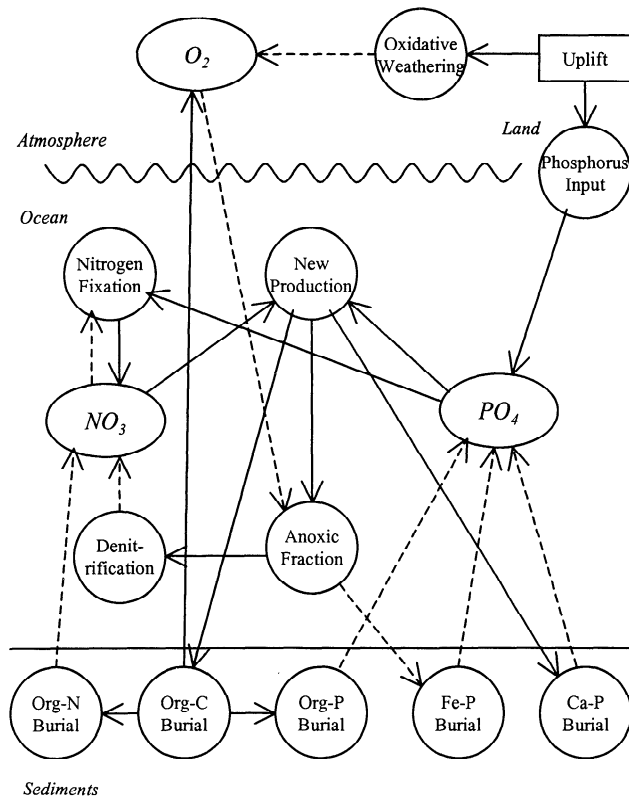 O2
Oxidative
Weathering
Uplift
Atmosphere
Land
Phosphorus
Input
Ocean
Nitrogen
Fixation
New
Production
NO3
PO4
Denit-
rification
Anoxic
Fraction
Org-N
Burial
Org-C
Burial
Org-P
Burial
Fe-P
Burial
Ca-P
Burial
Sediments